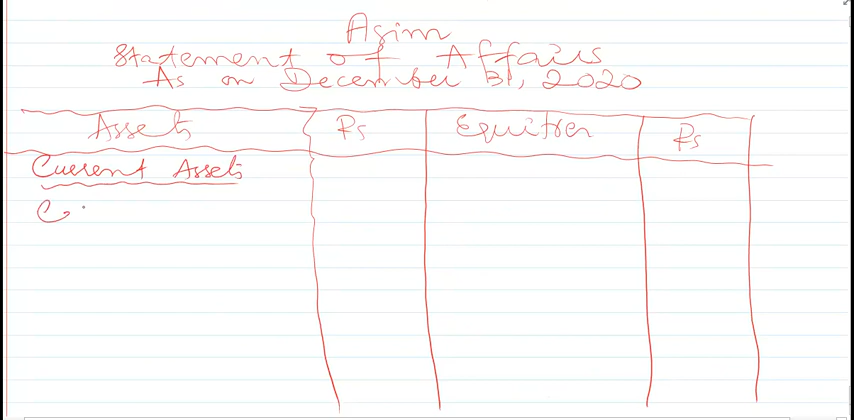 Asim
Statement of Affairs
As on December 31, 2020
Assets Rs Equities Rs
Current Assets
C